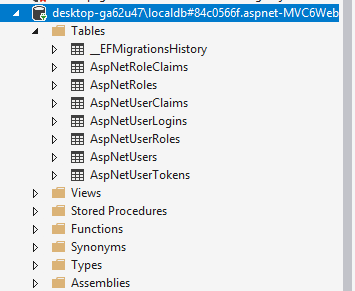 desktop-ga62u47\localdb#84c0566f.aspnet-MVC6Web
Tables
__EFMigrationsHistory
AspNetRoleClaims
AspNetRoles
AspNetUserClaims
AspNetUserLogins
AspNetUserRoles
AspNetUsers
AspNetUserTokens
Views
Stored Procedures
Functions
Synonyms
Types
Assemblies